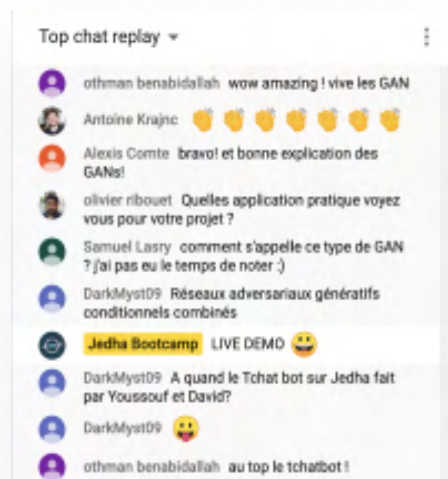 Top chat replay
othman benabidallah wow amazing ! vive les GAN
Antoine Krajnc 👏 👏 👏 👏 👏 👏 👏
Alexis Comte bravo! et bonne explication des
GANs!
olivier ribouet Quelles application pratique voyez
vous pour votre projet ?
Samuel Lasry comment s'appelle ce type de GAN
? j'ai pas eu le temps de noter :)
DarkMyst09 Réseaux adversariaux génératifs
conditionnels combinés
Jedha Bootcamp LIVE DEMO 😀
DarkMyst09 A quand le Tchat bot sur Jedha fait
par Youssouf et David?
DarkMyst09 😛
othman benabidallah au top le tchatbot !